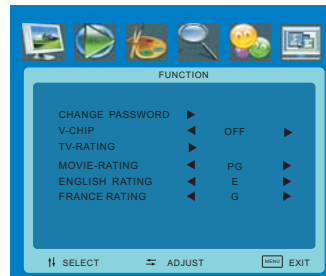 FUNCTION
CHANGE PASSWORD
V-CHIP OFF
TV-RATING
MOVIE-RATING PG
ENGLISH RATING E
FRANCE RATING G
SELECT ADJUST MENU EXIT